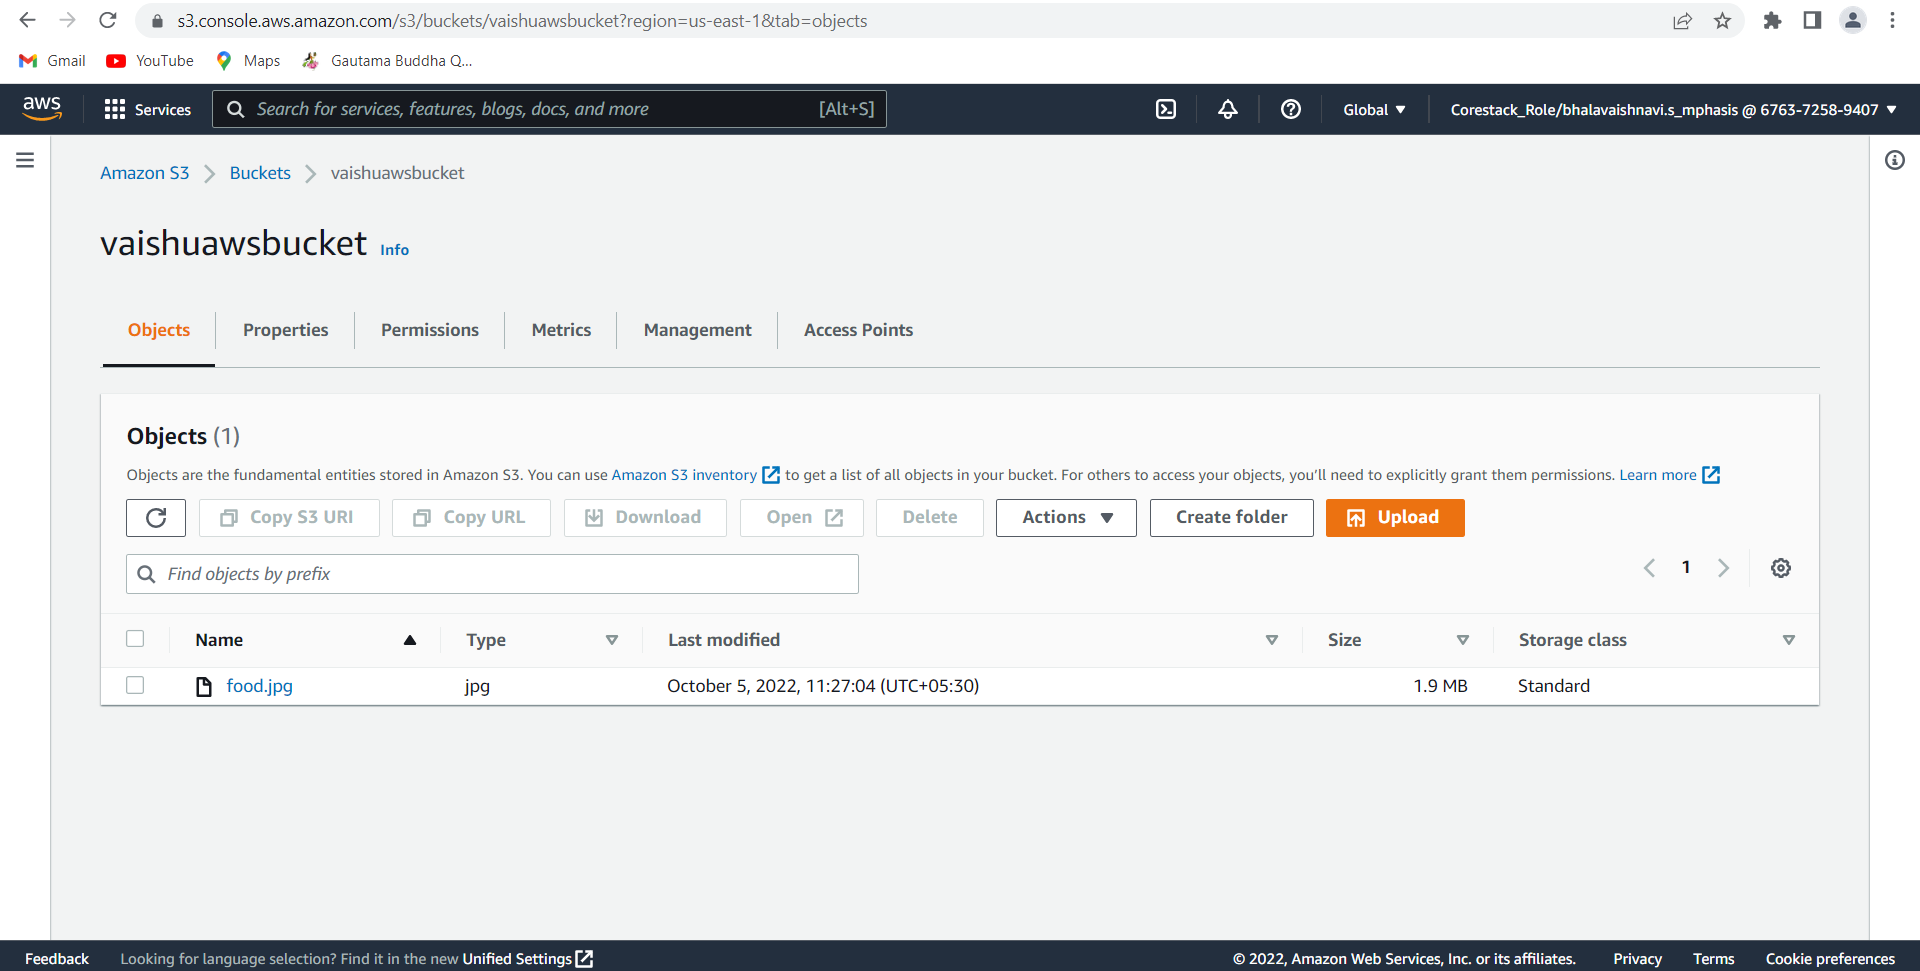 s3.console.aws.amazon.com/s3/buckets/vaishuawsbucket?region=us-east-1&tab=objects
Gmail YouTube Maps Gautama Buddha Q...
aws Services Search for services, features, blogs, docs, and more [Alt+S] Global Corestack_Role/bhalavaishnavi.s_mphasis @ 6763-7258-9407
Amazon S3 Buckets vaishuawsbucket
vaishuawsbucket Info
Objects Properties Permissions Metrics Management Access Points
Objects (1)
Objects are the fundamental entities stored in Amazon S3. You can use Amazon S3 inventory to get a list of all objects in your bucket. For others to access your objects, you’ll need to explicitly grant them permissions. Learn more
Copy S3 URI Copy URL Download Open Delete Actions Create folder Upload
Find objects by prefix 1
Name Type Last modified Size Storage class
food.jpg jpg October 5, 2022, 11:27:04 (UTC+05:30) 1.9 MB Standard
Feedback Looking for language selection? Find it in the new Unified Settings © 2022, Amazon Web Services, Inc. or its affiliates. Privacy Terms Cookie preferences